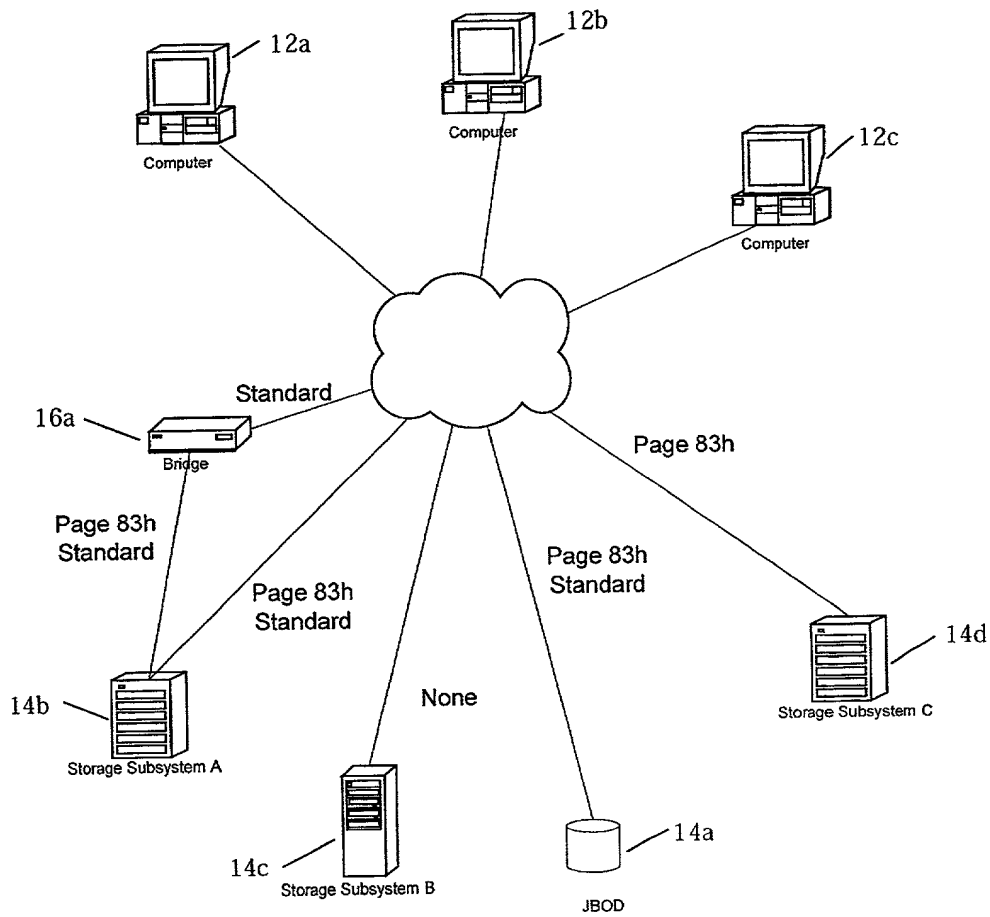 12a
Computer
12b
Computer
12c
Computer
Standard
16a
Bridge
Page 83h
Page 83h
Standard
Page 83h
Standard
Page 83h
Standard
14d
Storage Subsystem C
None
14b
Storage Subsystem A
14c
Storage Subsystem B
14a
JBOD